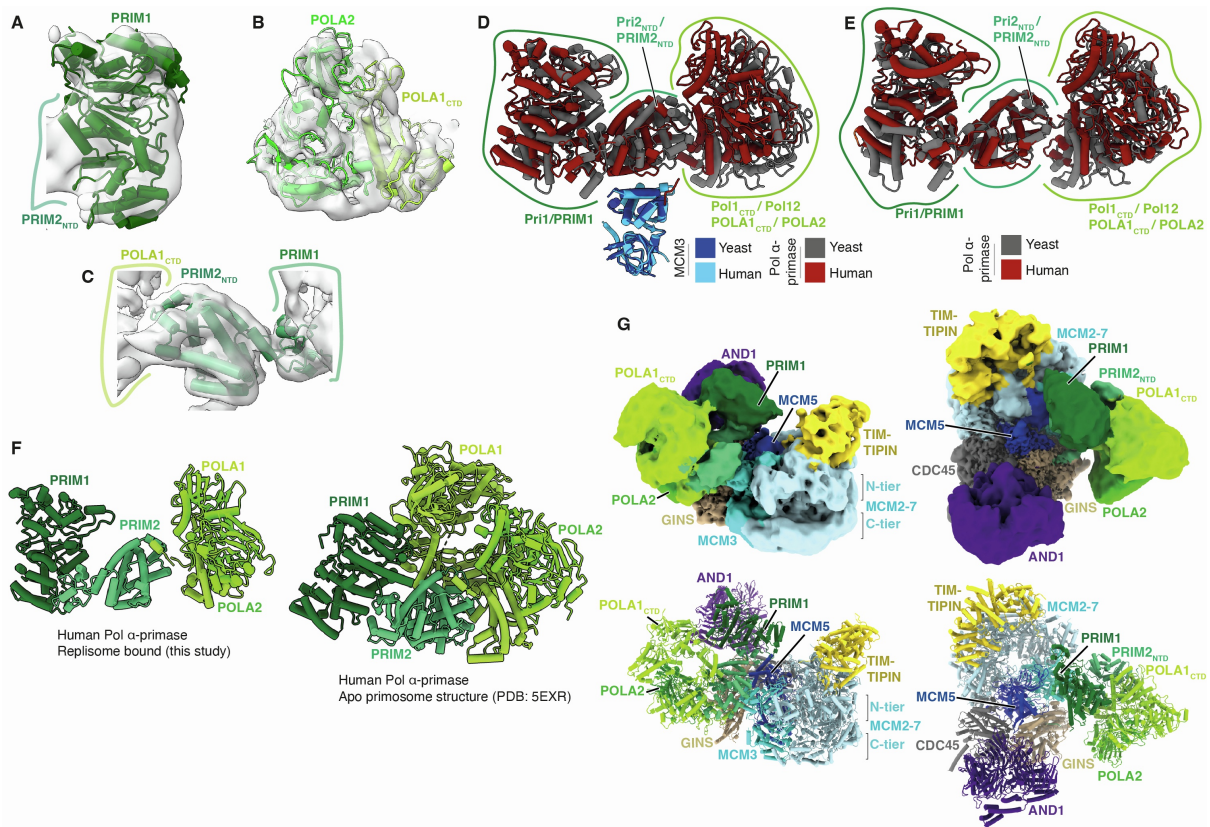 A
PRIM1
PRIM2NTD
B
POLA2
POLA1CTD
C
POLA1CTD
PRIM2NTD
PRIM1
D
Pri2NTD/
PRIM2NTD
Pri1/PRIM1
Pol1CTD/ Pol12
POLA1CTD/ POLA2
MCM3
Yeast
Human
Pol α-
primase
Yeast
Human
E
Pri2NTD/
PRIM2NTD
Pri1/PRIM1
Pol1CTD/ Pol12
POLA1CTD/ POLA2
Pol α-
primase
Yeast
Human
F
PRIM1
PRIM2
POLA1
POLA2
Human Pol α-primase
Replisome bound (this study)
POLA1
PRIM1
POLA2
PRIM2
Human Pol α-primase
Apo primosome structure (PDB: 5EXR)
G
AND1
POLA1CTD
PRIM1
MCM5
TIM-
TIPIN
POLA2
N-tier
MCM2-7
C-tier
GINS
MCM3
TIM-
TIPIN
MCM2-7
PRIM1
PRIM2NTD
POLA1CTD
MCM5
CDC45
GINS
POLA2
AND1
AND1
POLA1CTD
PRIM1
MCM5
TIM-
TIPIN
POLA2
N-tier
MCM2-7
C-tier
GINS
MCM3
TIM-
TIPIN
MCM2-7
PRIM1
PRIM2NTD
POLA1CTD
MCM5
CDC45
GINS
POLA2
AND1